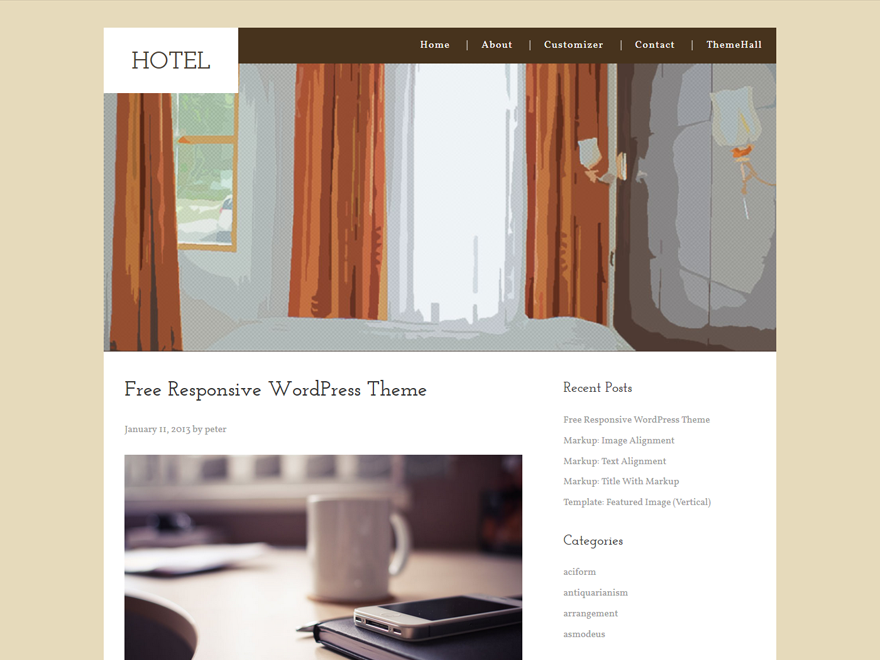 HOTEL
Home | About | Customizer | Contact | ThemeHall
Free Responsive WordPress Theme
January 11, 2013 by peter
Recent Posts
Free Responsive WordPress Theme
Markup: Image Alignment
Markup: Text Alignment
Markup: Title With Markup
Template: Featured Image (Vertical)
Categories
aciform
antiquarianism
arrangement
asmodeus